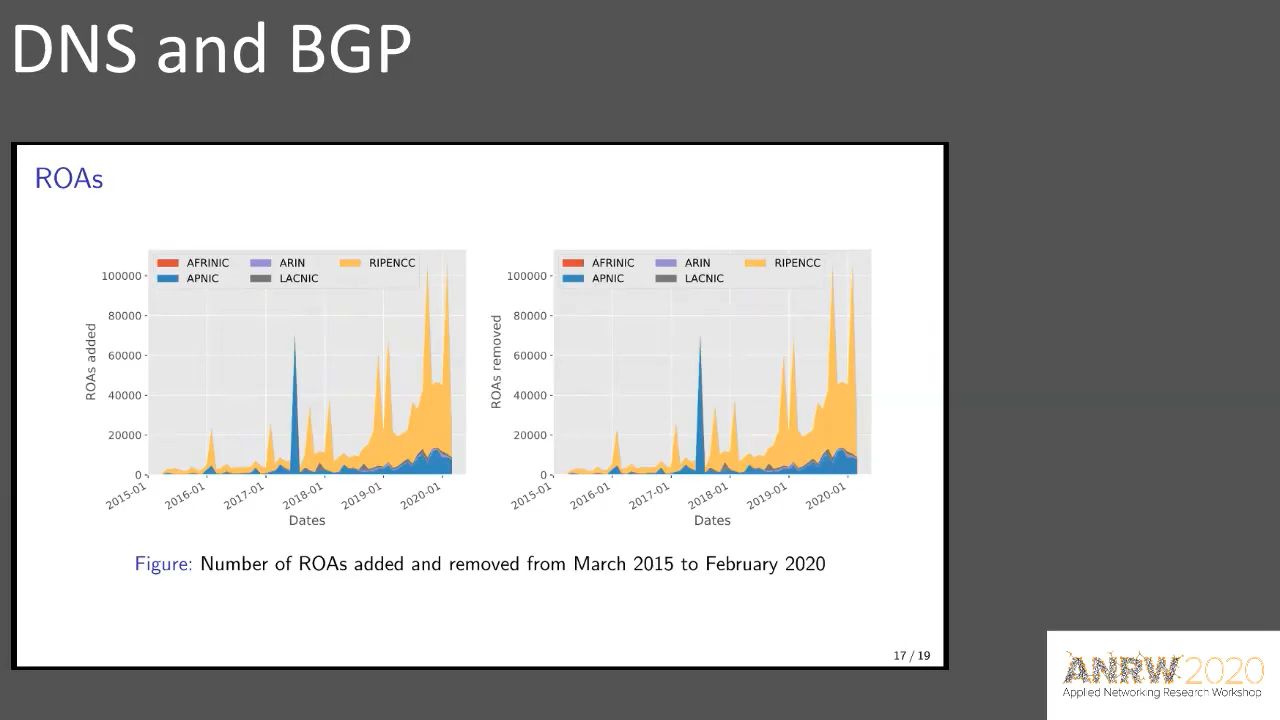 DNS and BGP
ROAs
AFRINIC ARIN RIPENCC
APNIC LACNIC
100000
80000
60000
40000
20000
0
ROAs added
2015-01 2016-01 2017-01 2018-01 2019-01 2020-01
Dates
AFRINIC ARIN RIPENCC
APNIC LACNIC
100000
80000
60000
40000
20000
0
ROAs removed
2015-01 2016-01 2017-01 2018-01 2019-01 2020-01
Dates
Figure: Number of ROAs added and removed from March 2015 to February 2020
17 / 19
ANRW 2020
Applied Networking Research Workshop